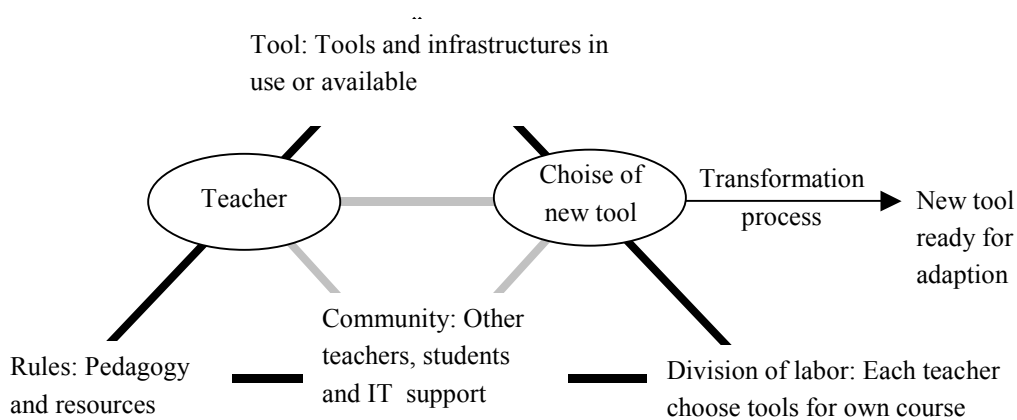 Tool: Tools and infrastructures in
use or available
Teacher
Choise of
new tool
Transformation
process
New tool
ready for
adaption
Community: Other
teachers, students
and IT support
Rules: Pedagogy
and resources
Division of labor: Each teacher
choose tools for own course